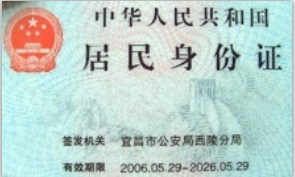 中华人民共和国
居民身份证
签发机关 宜昌市公安局西陵分局
有效期限 2006.05.29-2026.05.29